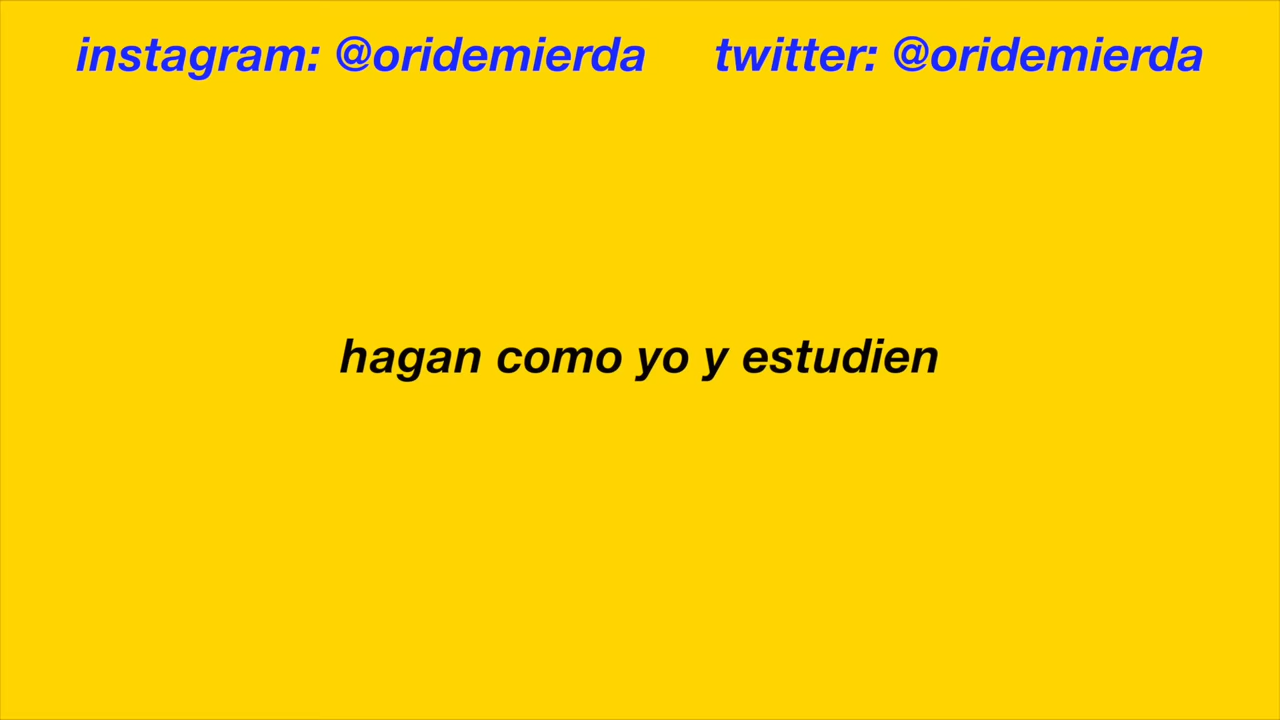 instagram: @oridemierda twitter: @oridemierda
hagan como yo y estudien